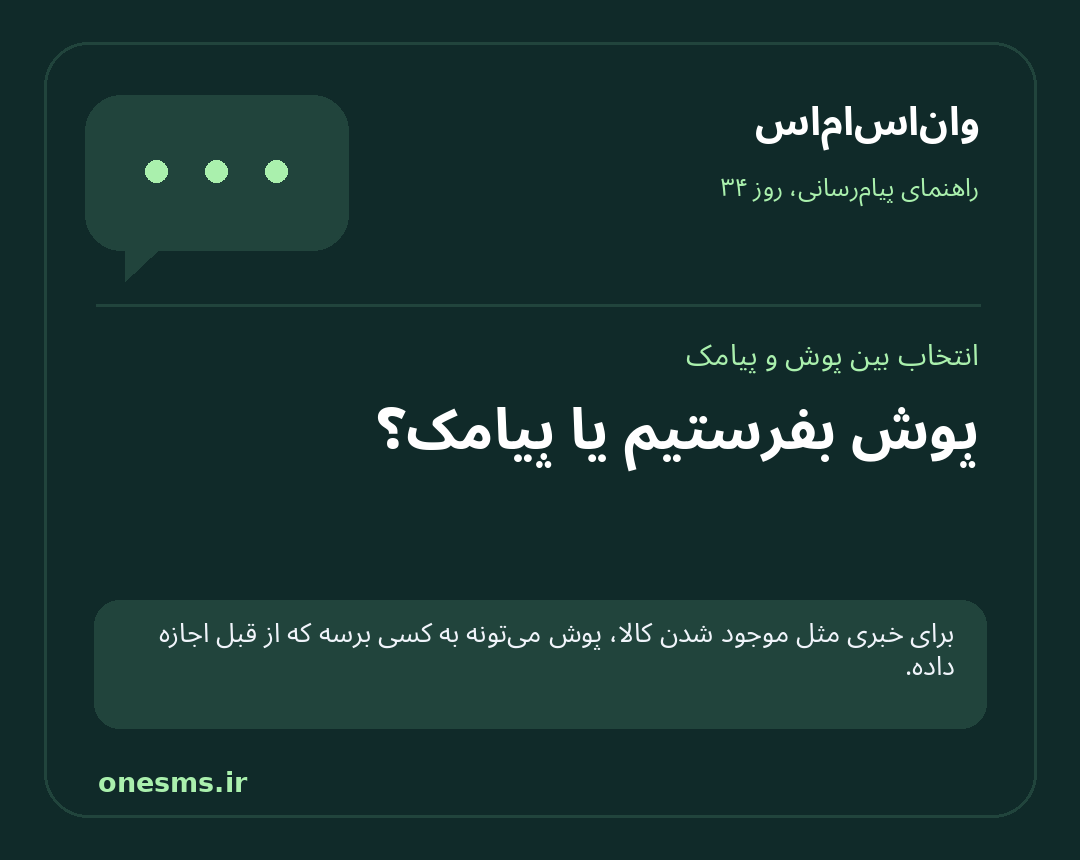 وان‌اس‌ام‌اس
راهنمای پیام‌رسانی، روز ۳۴
انتخاب بین پوش و پیامک
پوش بفرستیم یا پیامک؟
برای خبری مثل موجود شدن کالا، پوش می‌تونه به کسی برسه که از قبل اجازه
داده.
onesms.ir